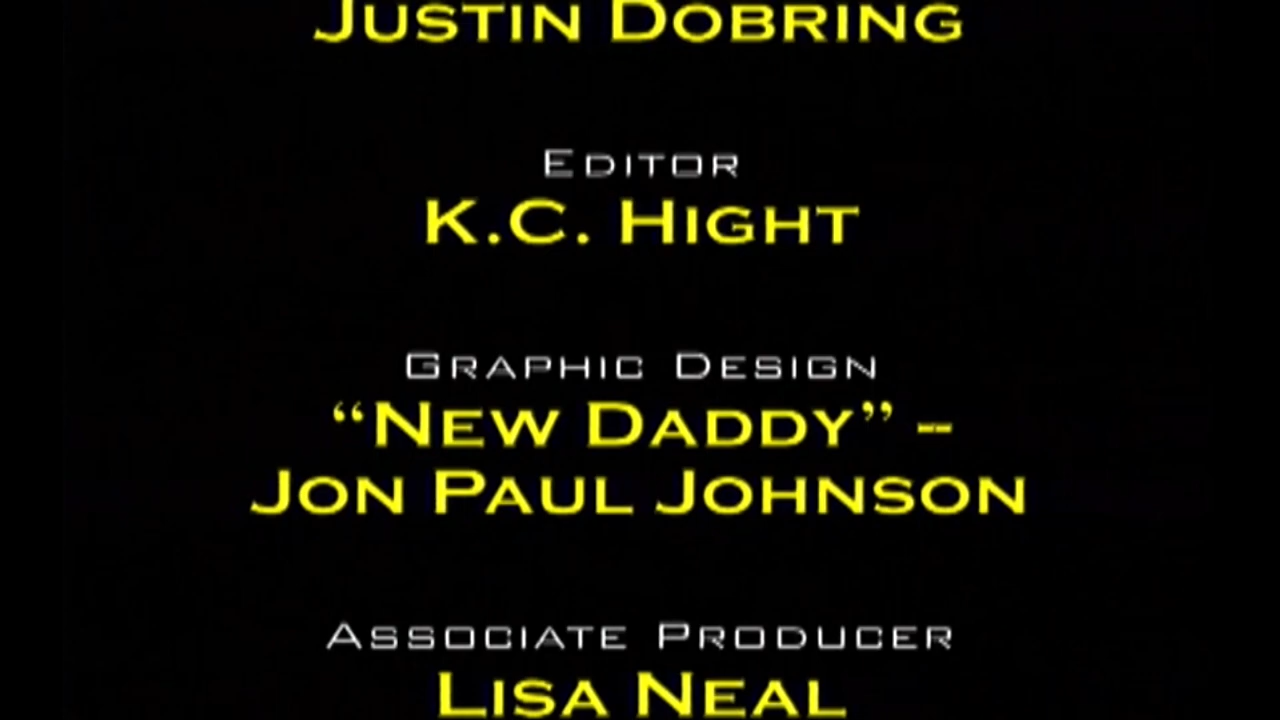 JUSTIN DOBRING
EDITOR
K.C. HIGHT
GRAPHIC DESIGN
“NEW DADDY” --
JON PAUL JOHNSON
ASSOCIATE PRODUCER
LISA NEAL